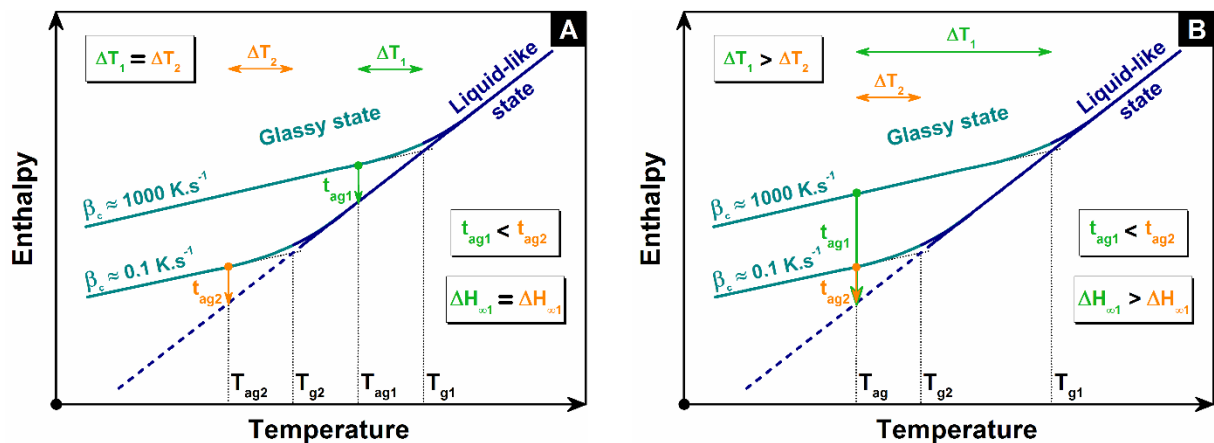 A
ΔT₁ = ΔT₂
ΔT₂
ΔT₁
Liquid-like
state
Glassy state
βc ≈ 1000 K.s⁻¹
tag1
tag1 < tag2
βc ≈ 0.1 K.s⁻¹
tag2
ΔH∞1 = ΔH∞1
Tag2
Tg2
Tag1
Tg1
Enthalpy
Temperature
B
ΔT₁ > ΔT₂
ΔT₁
ΔT₂
Liquid-like
state
Glassy state
βc ≈ 1000 K.s⁻¹
tag1
tag1 < tag2
βc ≈ 0.1 K.s⁻¹
tag2
ΔH∞1 > ΔH∞1
Tag
Tg2
Tg1
Enthalpy
Temperature